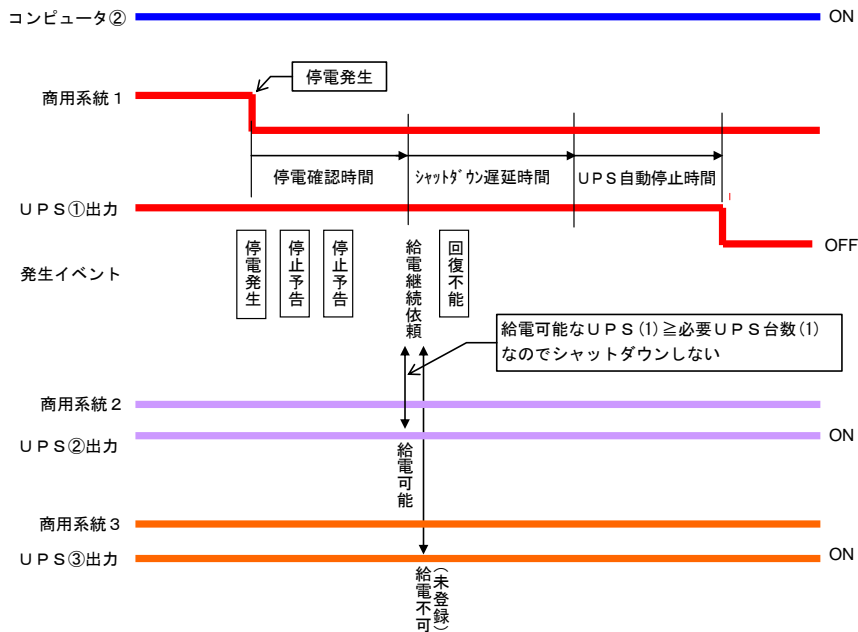 コンピュータ②
ON
停電発生
商用系統1
停電確認時間
ｼｬｯﾄﾀﾞｳﾝ遅延時間
UPS自動停止時間
UPS①出力
OFF
発生イベント
停電発生
停止予告
停止予告
給電継続依頼
回復不能
給電可能なUPS(1)≧必要UPS台数(1)
なのでシャットダウンしない
商用系統2
UPS②出力
ON
給電可能
商用系統3
UPS③出力
ON
給電不可
(未登録)